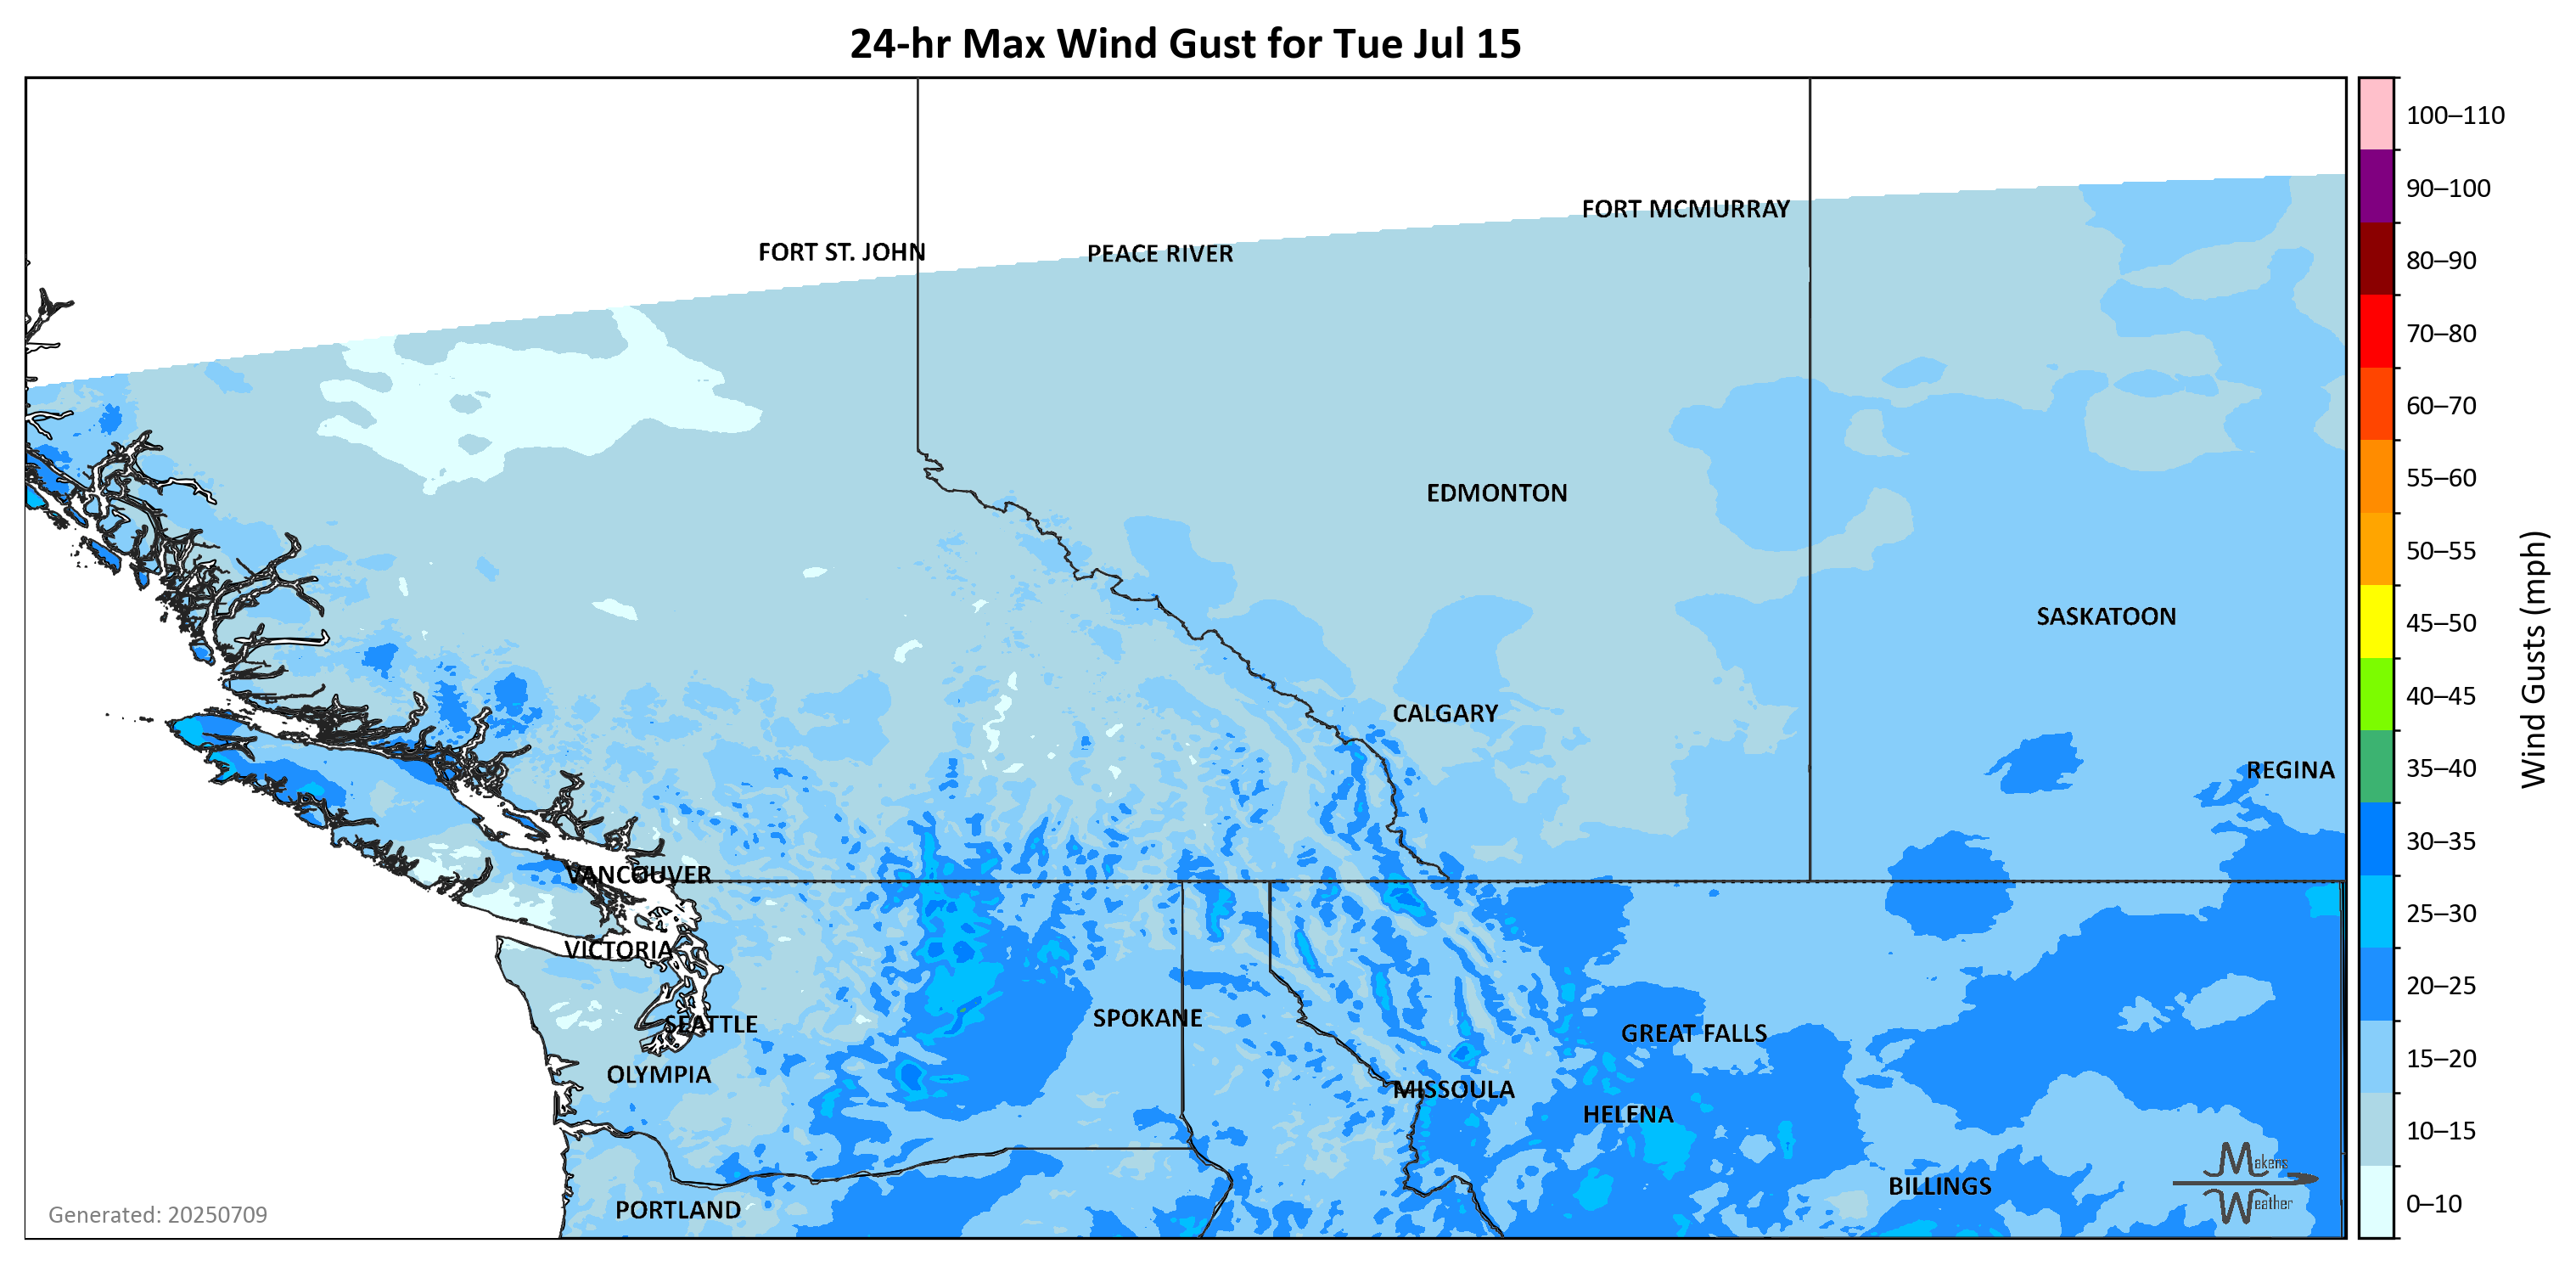 24-hr Max Wind Gust for Tue Jul 15
FORT MCMURRAY
FORT ST. JOHN
PEACE RIVER
EDMONTON
SASKATOON
CALGARY
REGINA
VANCOUVER
VICTORIA
SEATTLE
SPOKANE
GREAT FALLS
OLYMPIA
MISSOULA
HELENA
BILLINGS
PORTLAND
Makens
Weather
Generated: 20250709
100–110
90–100
80–90
70–80
60–70
55–60
50–55
45–50
40–45
35–40
30–35
25–30
20–25
15–20
10–15
0–10
Wind Gusts (mph)